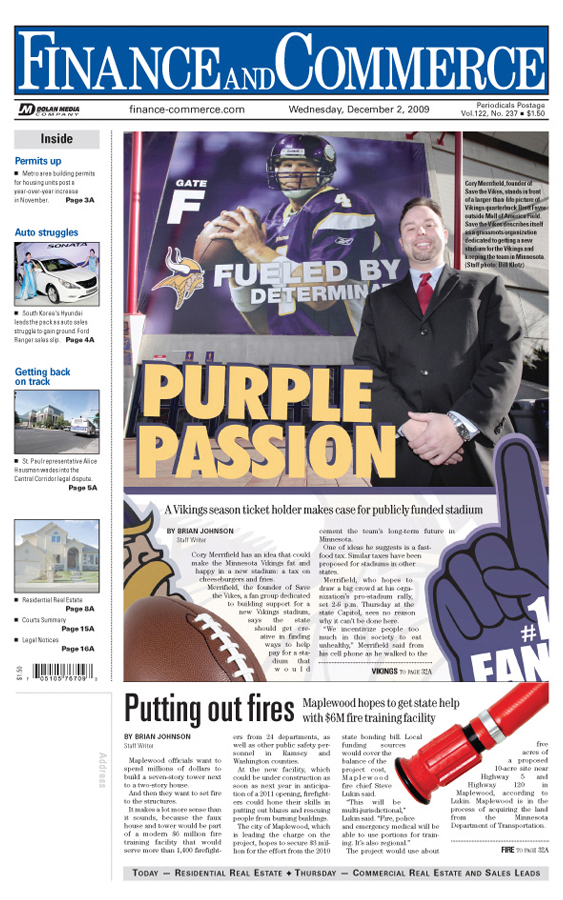 FINANCE AND COMMERCE
DOLAN MEDIA
COMPANY
finance-commerce.com
Wednesday, December 2, 2009
Periodicals Postage
Vol.122, No. 237 ■ $1.50
Inside
Permits up
■ Metro area building permits
for housing units post a
year-over-year increase
in November. Page 3A
Auto struggles
SONATA
■ South Korea's Hyundai
leads the pack as auto sales
struggle to gain ground. Ford
Ranger sales slip. Page 4A
Getting back
on track
■ St. Paul representative Alice
Hausman wades into the
Central Corridor legal dispute.
Page 5A
■ Residential Real Estate
Page 8A
■ Courts Summary
Page 15A
■ Legal Notices
Page 16A
$1.50
Address
GATE
F
4
FUELED BY
Cory Merrifield, founder of
Save the Vikes, stands in front
of a larger-than-life picture of
Vikings quarterback Brett Favre
outside Mall of America Field.
Save the Vikes describes itself
as a grassroots organization
dedicated to getting a new
stadium for the Vikings and
keeping the team in Minnesota.
(Staff photo: Bill Klotz)
PURPLE
PASSION
A Vikings season ticket holder makes case for publicly funded stadium
BY BRIAN JOHNSON
Staff Writer
Cory Merrifield has an idea that could
make the Minnesota Vikings fat and
happy in a new stadium: a tax on
cheeseburgers and fries.
Merrifield, the founder of Save
the Vikes, a fan group dedicated
to building support for a
new Vikings stadium,
says the state
should get cre-
ative in finding
ways to help
pay for a sta-
dium that
would
cement the team's long-term future in
Minnesota.
One of ideas he suggests is a fast-
food tax. Similar taxes have been
proposed for stadiums in other
states.
Merrifield, who hopes to
draw a big crowd at his orga-
nization's pro-stadium rally,
set 2-6 p.m. Thursday at the
state Capitol, sees no reason
why it can't be done here.
"We incentivize people too
much in this society to eat
unhealthy," Merrifield said from
his cell phone as he walked to the
VIKINGS TO PAGE 32A
#1
FAN
Putting out fires
Maplewood hopes to get state help
with $6M fire training facility
BY BRIAN JOHNSON
Staff Writer
Maplewood officials want to
spend millions of dollars to
build a seven-story tower next
to a two-story house.
And then they want to set fire
to the structures.
It makes a lot more sense than
it sounds, because the faux
house and tower would be part
of a modern $6 million fire
training facility that would
serve more than 1,400 firefight-
ers from 24 departments, as
well as other public safety per-
sonnel in Ramsey and
Washington counties.
At the new facility, which
could be under construction as
soon as next year in anticipa-
tion of a 2011 opening, firefight-
ers could hone their skills in
putting out blazes and rescuing
people from burning buildings.
The city of Maplewood, which
is leading the charge on the
project, hopes to secure $3 mil-
lion for the effort from the 2010
state bonding bill. Local
funding sources
would cover the
balance of the
project cost,
Maplewood
fire chief Steve
Lukin said.
"This will be
multi-jurisdictional,"
Lukin said. "Fire, police
and emergency medical will be
able to use portions for train-
ing. It's also regional."
The project would use about
five
acres of
a proposed
10-acre site near
Highway 5 and
Highway 120 in
Maplewood, according to
Lukin. Maplewood is in the
process of acquiring the land
from the Minnesota
Department of Transportation.
FIRE TO PAGE 32A
TODAY — RESIDENTIAL REAL ESTATE ♦ THURSDAY — COMMERCIAL REAL ESTATE AND SALES LEADS